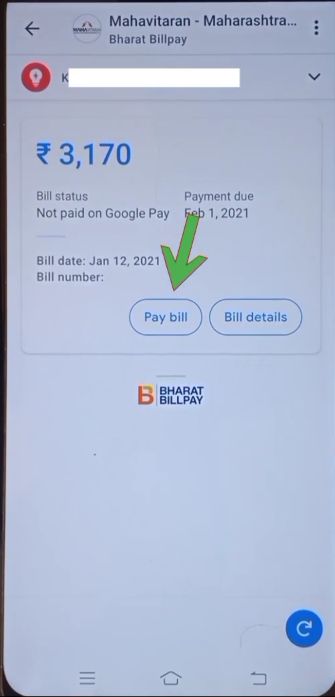 Mahavitaran - Maharashtra...
Bharat Billpay
K
₹ 3,170
Bill status
Payment due
Not paid on Google Pay
Feb 1, 2021
Bill date: Jan 12, 2021
Bill number:
Pay bill
Bill details
B BHARAT
BILLPAY